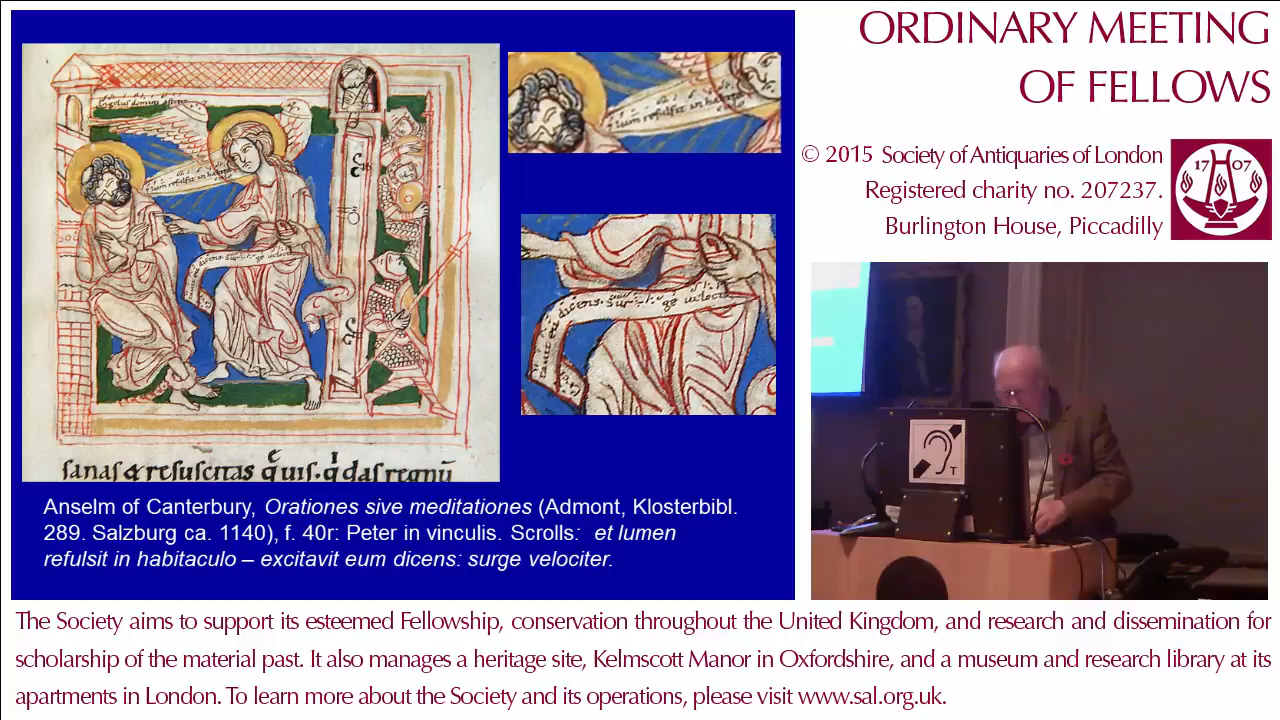 ORDINARY MEETING
OF FELLOWS
© 2015 Society of Antiquaries of London
Registered charity no. 207237.
Burlington House, Piccadilly
17 07
sanas & resuscitas
Anselm of Canterbury, Orationes sive meditationes (Admont, Klosterbibl.
289. Salzburg ca. 1140), f. 40r: Peter in vinculis. Scrolls: et lumen
refulsit in habitaculo – excitavit eum dicens: surge velociter.
T
The Society aims to support its esteemed Fellowship, conservation throughout the United Kingdom, and research and dissemination for
scholarship of the material past. It also manages a heritage site, Kelmscott Manor in Oxfordshire, and a museum and research library at its
apartments in London. To learn more about the Society and its operations, please visit www.sal.org.uk.